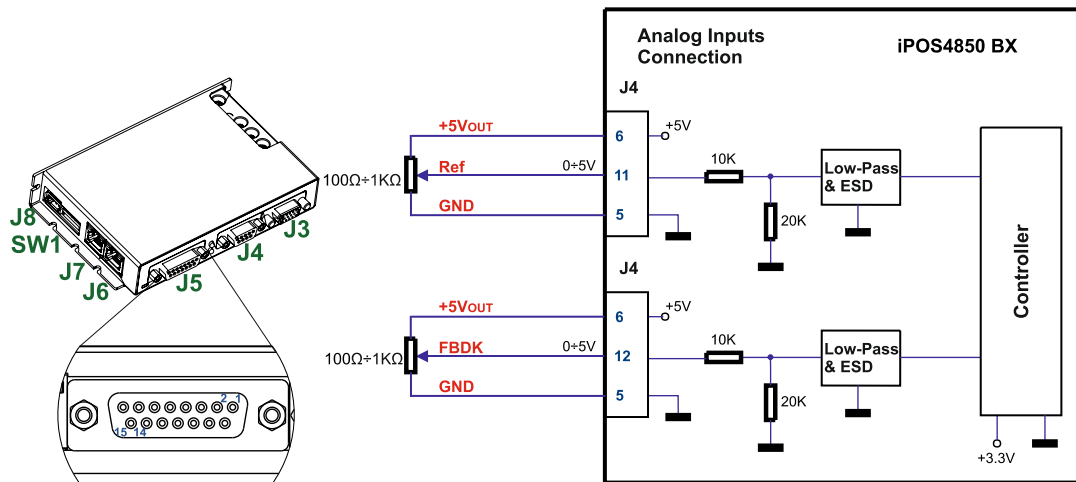 Analog Inputs
Connection
iPOS4850 BX
J4
+5VOUT
6
+5V
Ref
0÷5V
11
10K
Low-Pass
& ESD
100Ω÷1KΩ
GND
5
20K
J4
+5VOUT
6
+5V
FBDK
0÷5V
12
10K
Low-Pass
& ESD
100Ω÷1KΩ
GND
5
20K
Controller
+3.3V
J8
SW1
J7
J6
J5
J4
J3
2 1
15 14